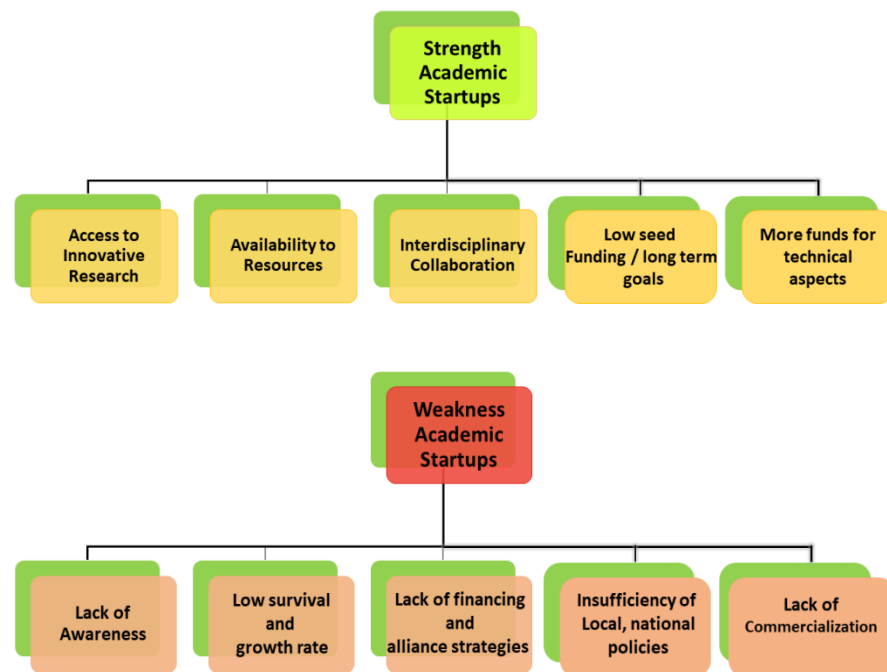 Strength
Academic
Startups
Access to
Innovative
Research
Availability to
Resources
Interdisciplinary
Collaboration
Low seed
Funding / long term
goals
More funds for
technical
aspects
Weakness
Academic
Startups
Lack of
Awareness
Low survival
and
growth rate
Lack of financing
and
alliance strategies
Insufficiency of
Local, national
policies
Lack of
Commercialization